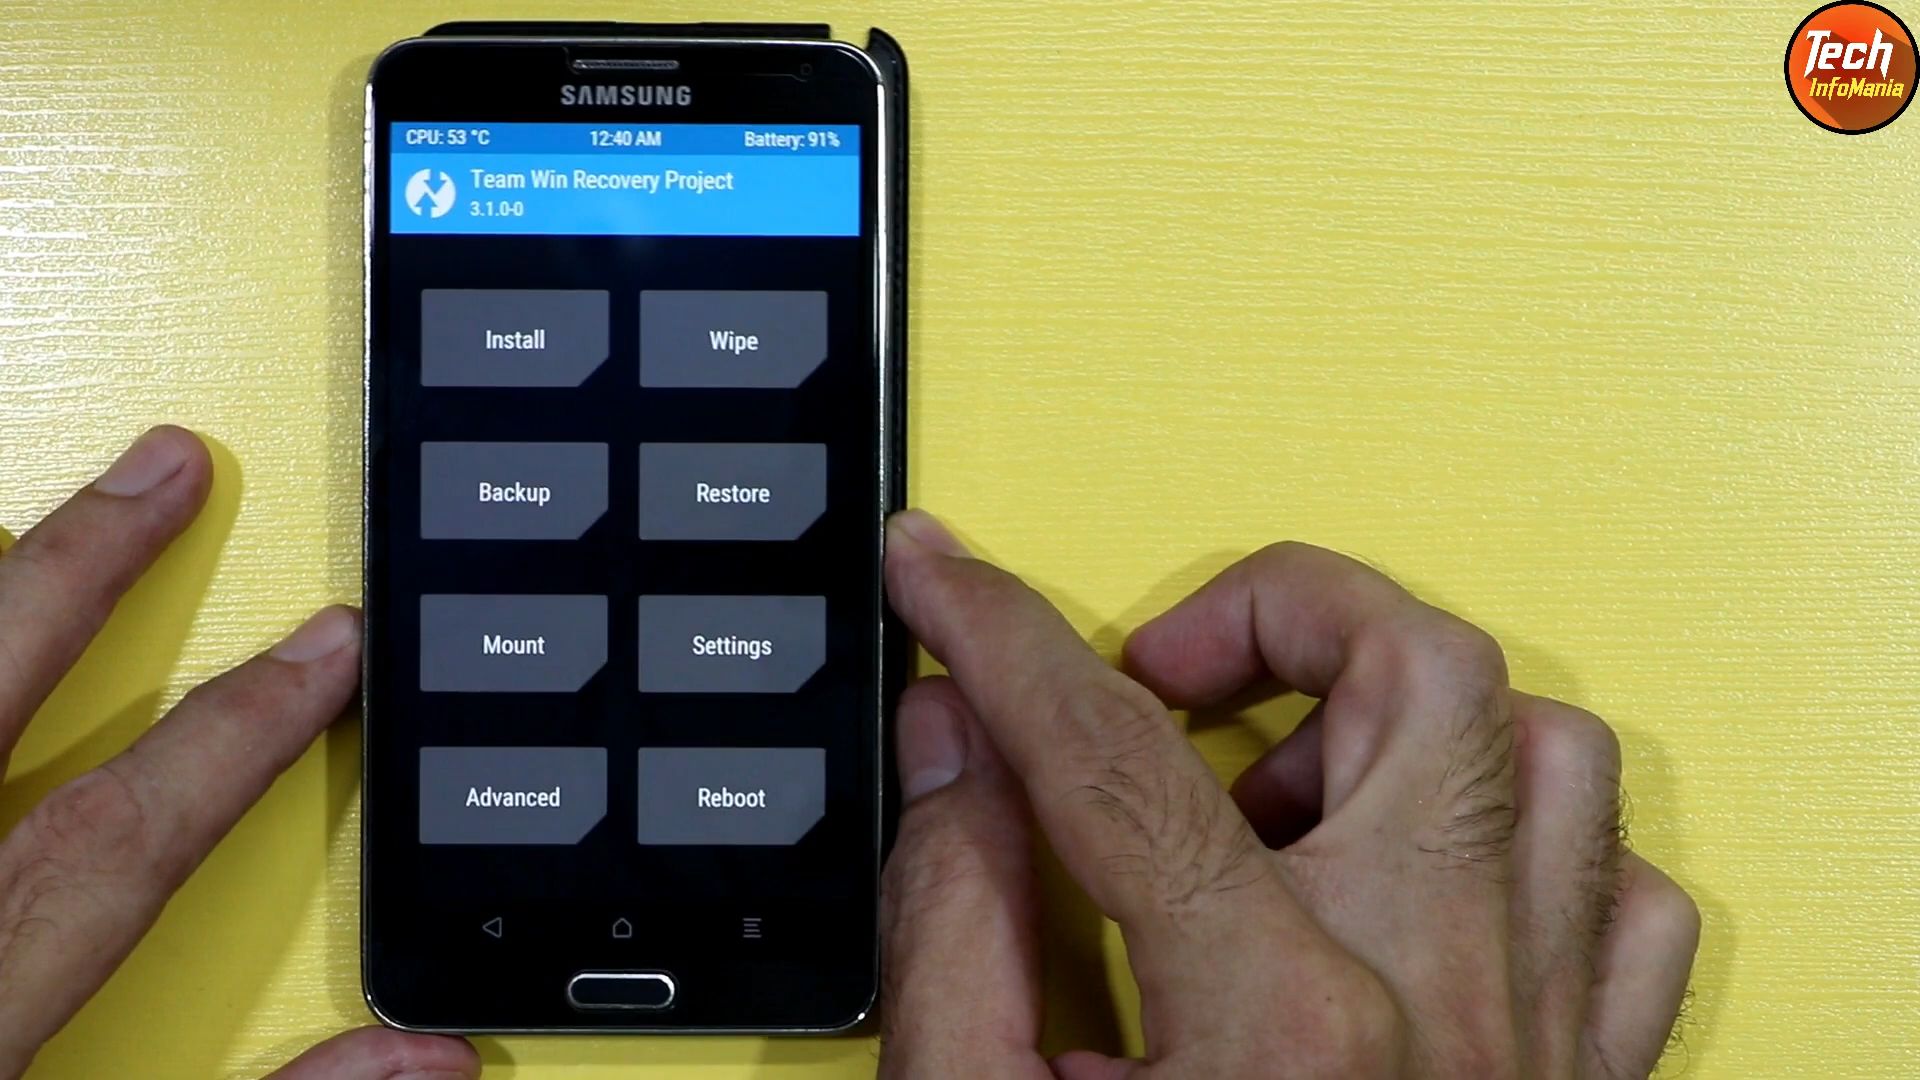 Tech
InfoMania
SAMSUNG
CPU: 53 °C 12:40 AM Battery: 91%
Team Win Recovery Project
3.1.0-0
Install Wipe
Backup Restore
Mount Settings
Advanced Reboot